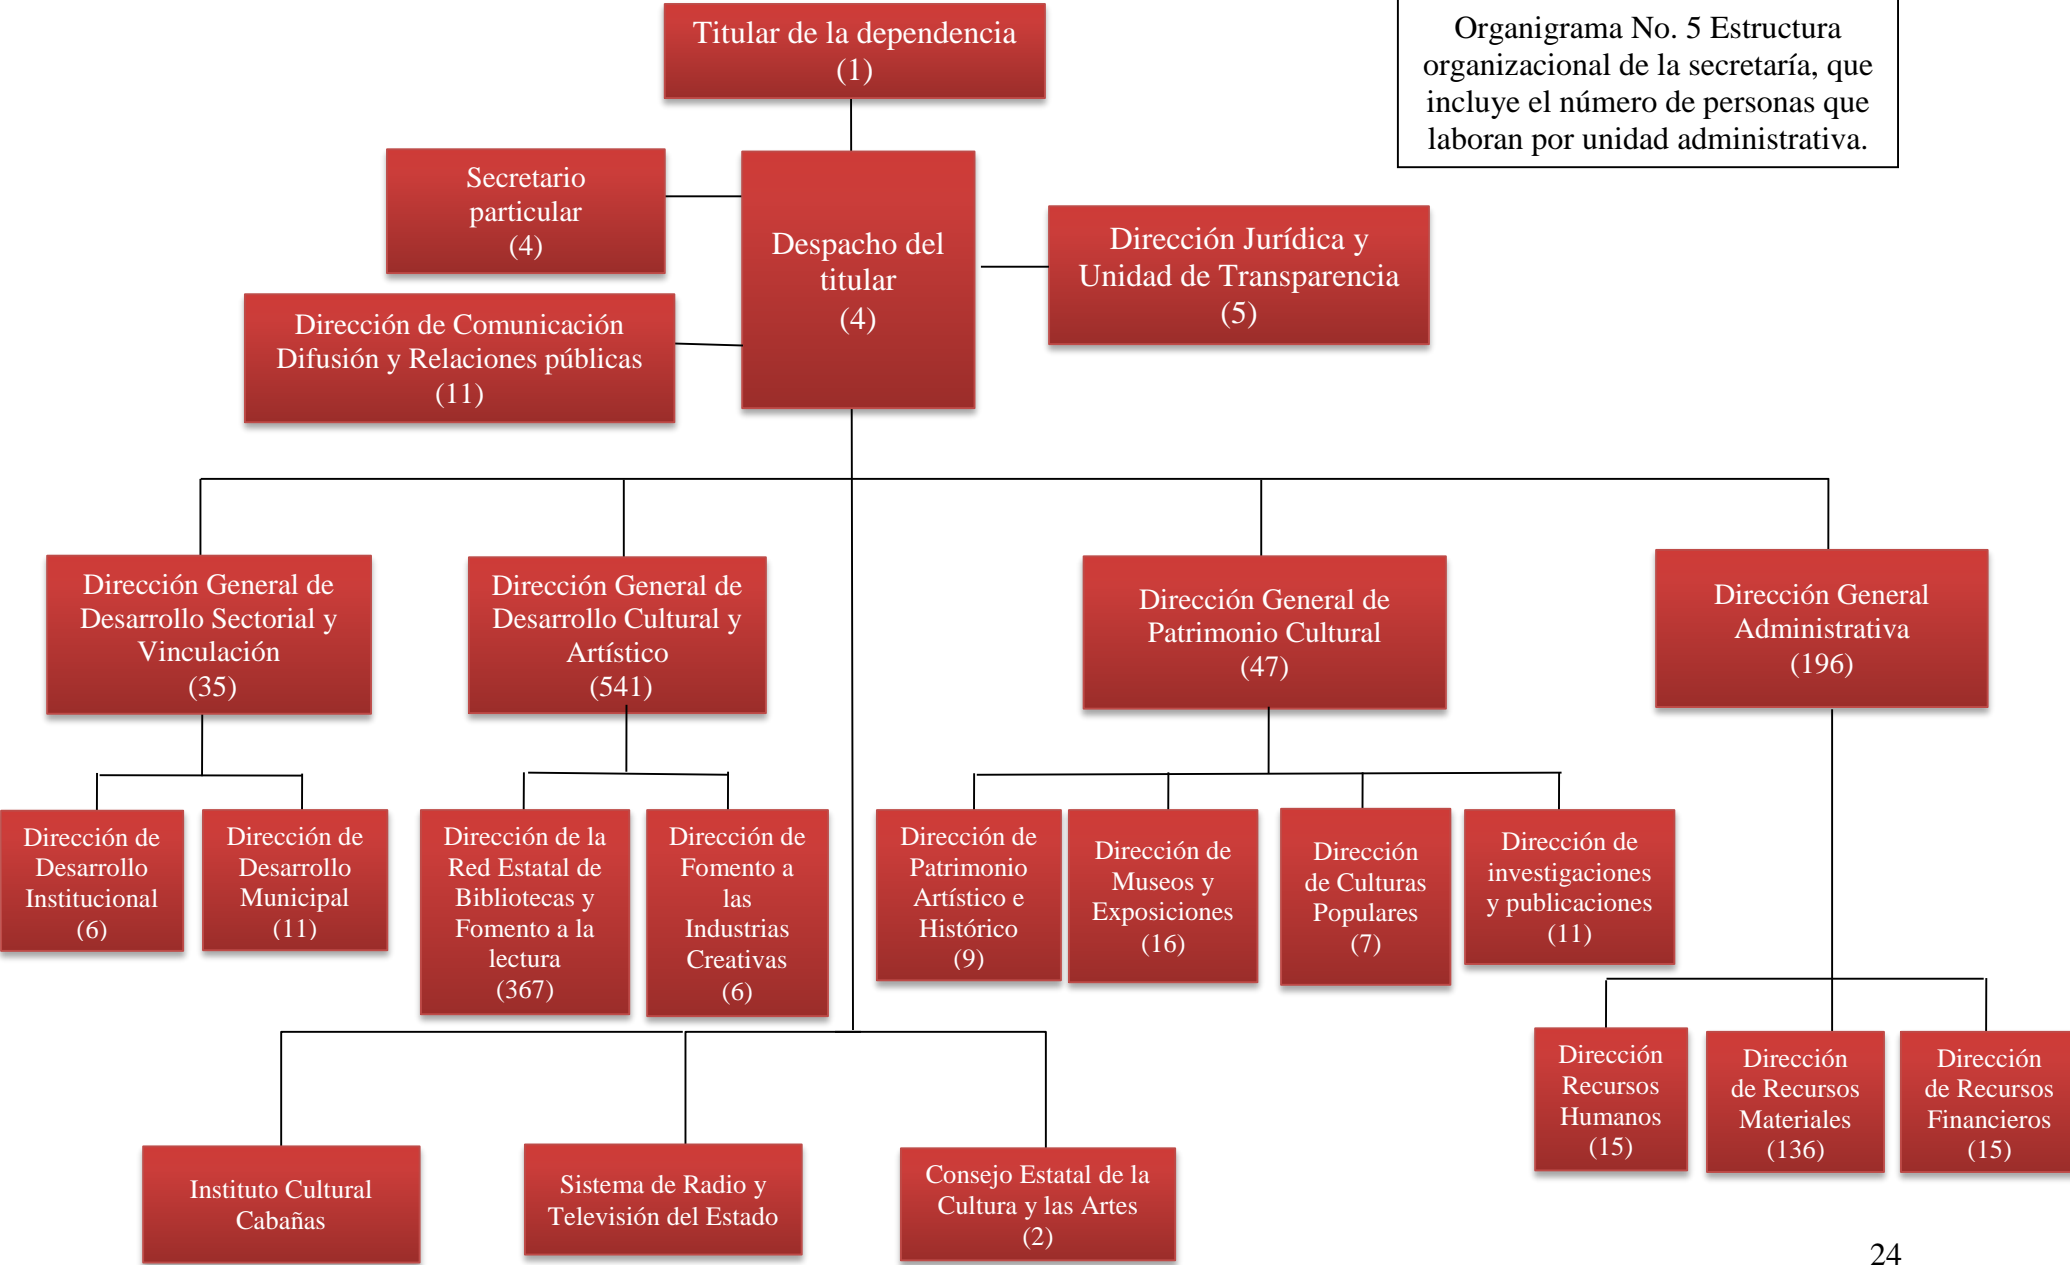 Titular de la dependencia
(1)
Organigrama No. 5 Estructura
organizacional de la secretaría, que
incluye el número de personas que
laboran por unidad administrativa.
Secretario
particular
(4)
Despacho del
titular
(4)
Dirección Jurídica y
Unidad de Transparencia
(5)
Dirección de Comunicación
Difusión y Relaciones públicas
(11)
Dirección General de
Desarrollo Sectorial y
Vinculación
(35)
Dirección General de
Desarrollo Cultural y
Artístico
(541)
Dirección General de
Patrimonio Cultural
(47)
Dirección General
Administrativa
(196)
Dirección de
Desarrollo
Institucional
(6)
Dirección de
Desarrollo
Municipal
(11)
Dirección de la
Red Estatal de
Bibliotecas y
Fomento a la
lectura
(367)
Dirección de
Fomento a
las
Industrias
Creativas
(6)
Dirección de
Patrimonio
Artístico e
Histórico
(9)
Dirección de
Museos y
Exposiciones
(16)
Dirección
de Culturas
Populares
(7)
Dirección de
investigaciones
y publicaciones
(11)
Dirección
Recursos
Humanos
(15)
Dirección
de Recursos
Materiales
(136)
Dirección
de Recursos
Financieros
(15)
Instituto Cultural
Cabañas
Sistema de Radio y
Televisión del Estado
Consejo Estatal de la
Cultura y las Artes
(2)
24